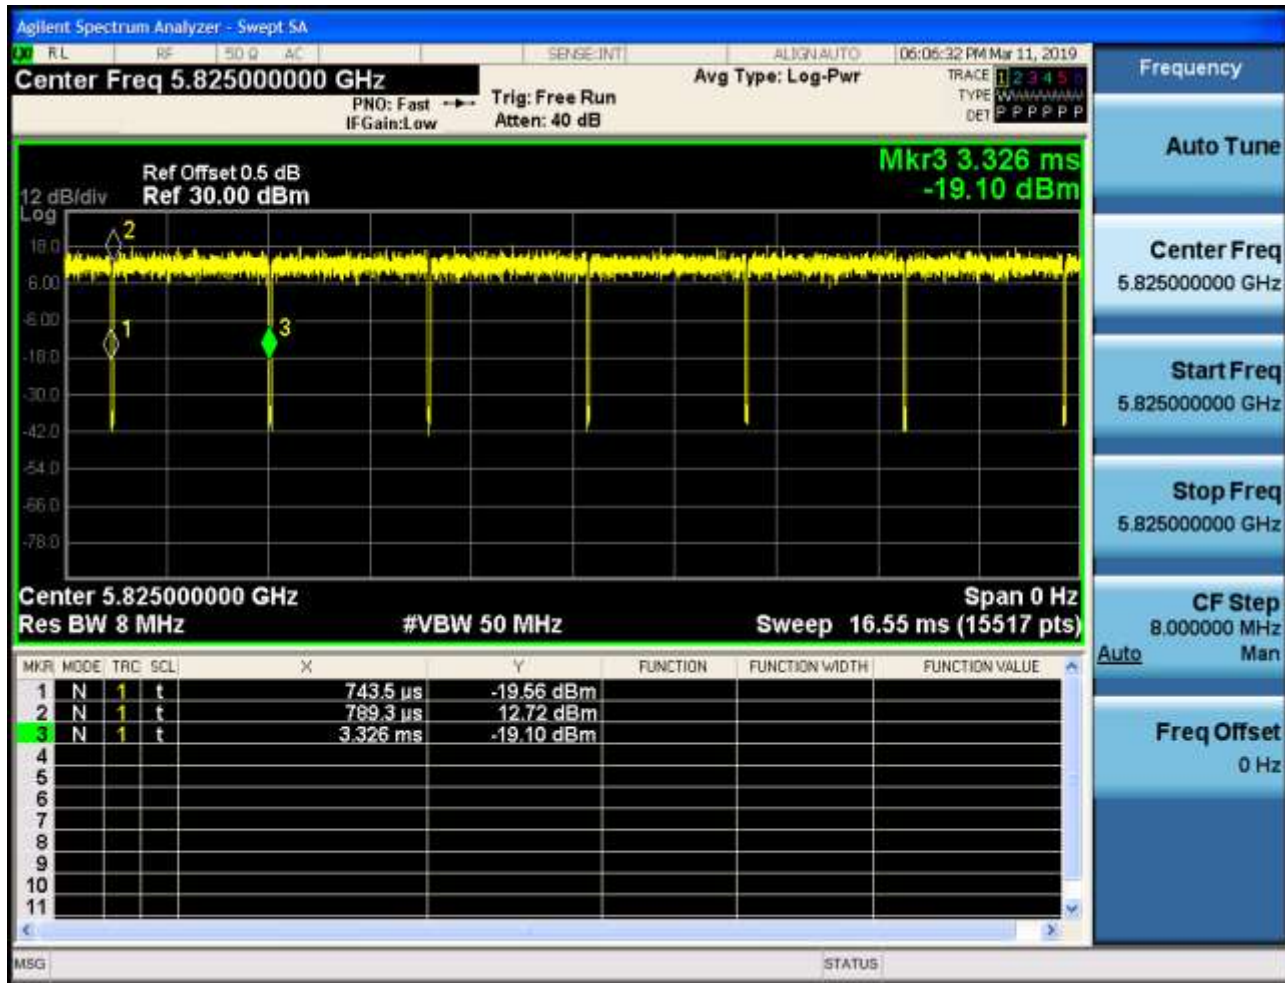 Agilent Spectrum Analyzer - Swept SA
RL RF 50 Ω AC SENSE:INT ALIGN AUTO 06:06:32 PM Mar 11, 2019
Center Freq 5.825000000 GHz
PNO: Fast
IFGain:Low
Trig: Free Run
Atten: 40 dB
Avg Type: Log-Pwr
TRACE 1 2 3 4 5 6
TYPE
DET P P P P P P
Frequency
Auto Tune
Center Freq
5.825000000 GHz
Start Freq
5.825000000 GHz
Stop Freq
5.825000000 GHz
CF Step
8.000000 MHz
Auto Man
Freq Offset
0 Hz
Mkr3 3.326 ms
-19.10 dBm
Ref Offset 0.5 dB
12 dB/div Ref 30.00 dBm
Log
18.0
6.00
-6.00
-18.0
-30.0
-42.0
-54.0
-66.0
-78.0
2
1
3
Center 5.825000000 GHz Span 0 Hz
Res BW 8 MHz #VBW 50 MHz Sweep 16.55 ms (15517 pts)
MKR MODE TRC SCL X Y FUNCTION FUNCTION WIDTH FUNCTION VALUE
1 N 1 t 743.5 µs -19.56 dBm
2 N 1 t 789.3 µs 12.72 dBm
3 N 1 t 3.326 ms -19.10 dBm
4
5
6
7
8
9
10
11
MSG STATUS